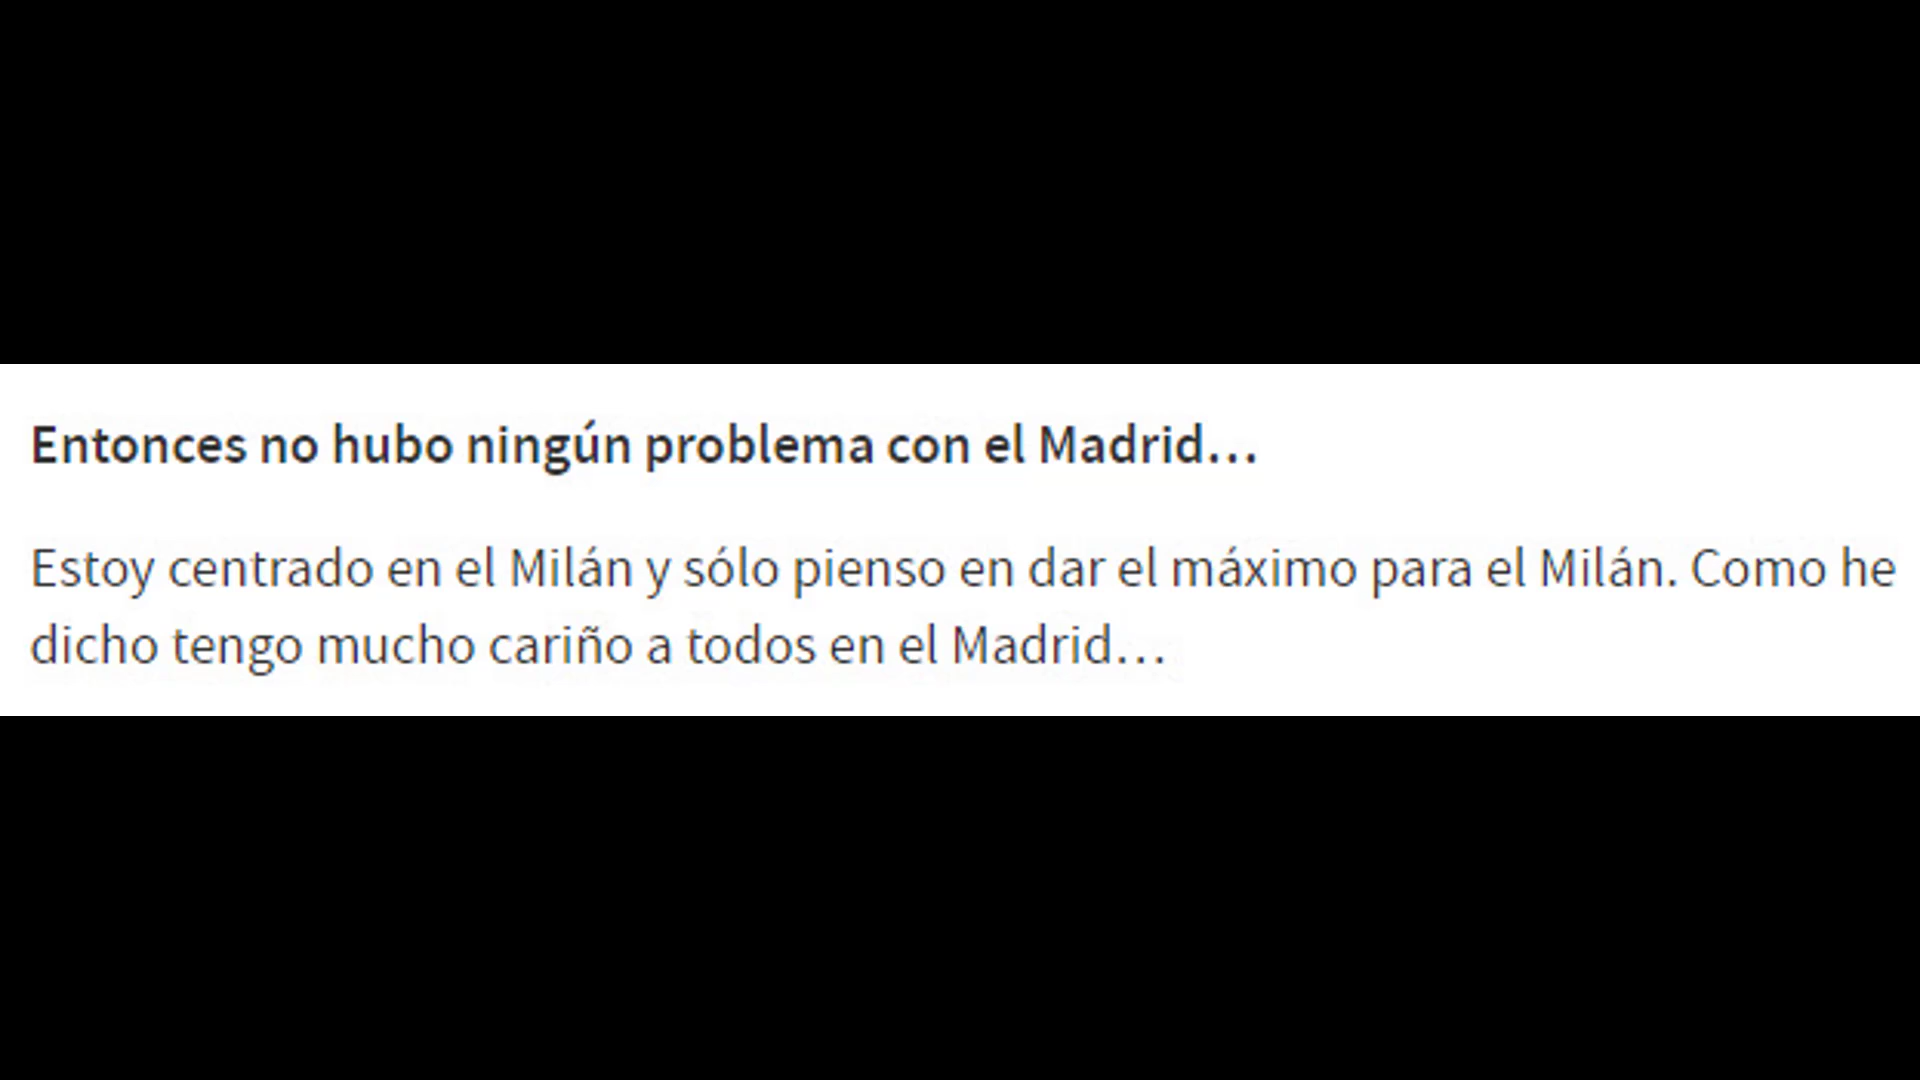 Entonces no hubo ningún problema con el Madrid…
Estoy centrado en el Milán y sólo pienso en dar el máximo para el Milán. Como he
dicho tengo mucho cariño a todos en el Madrid…